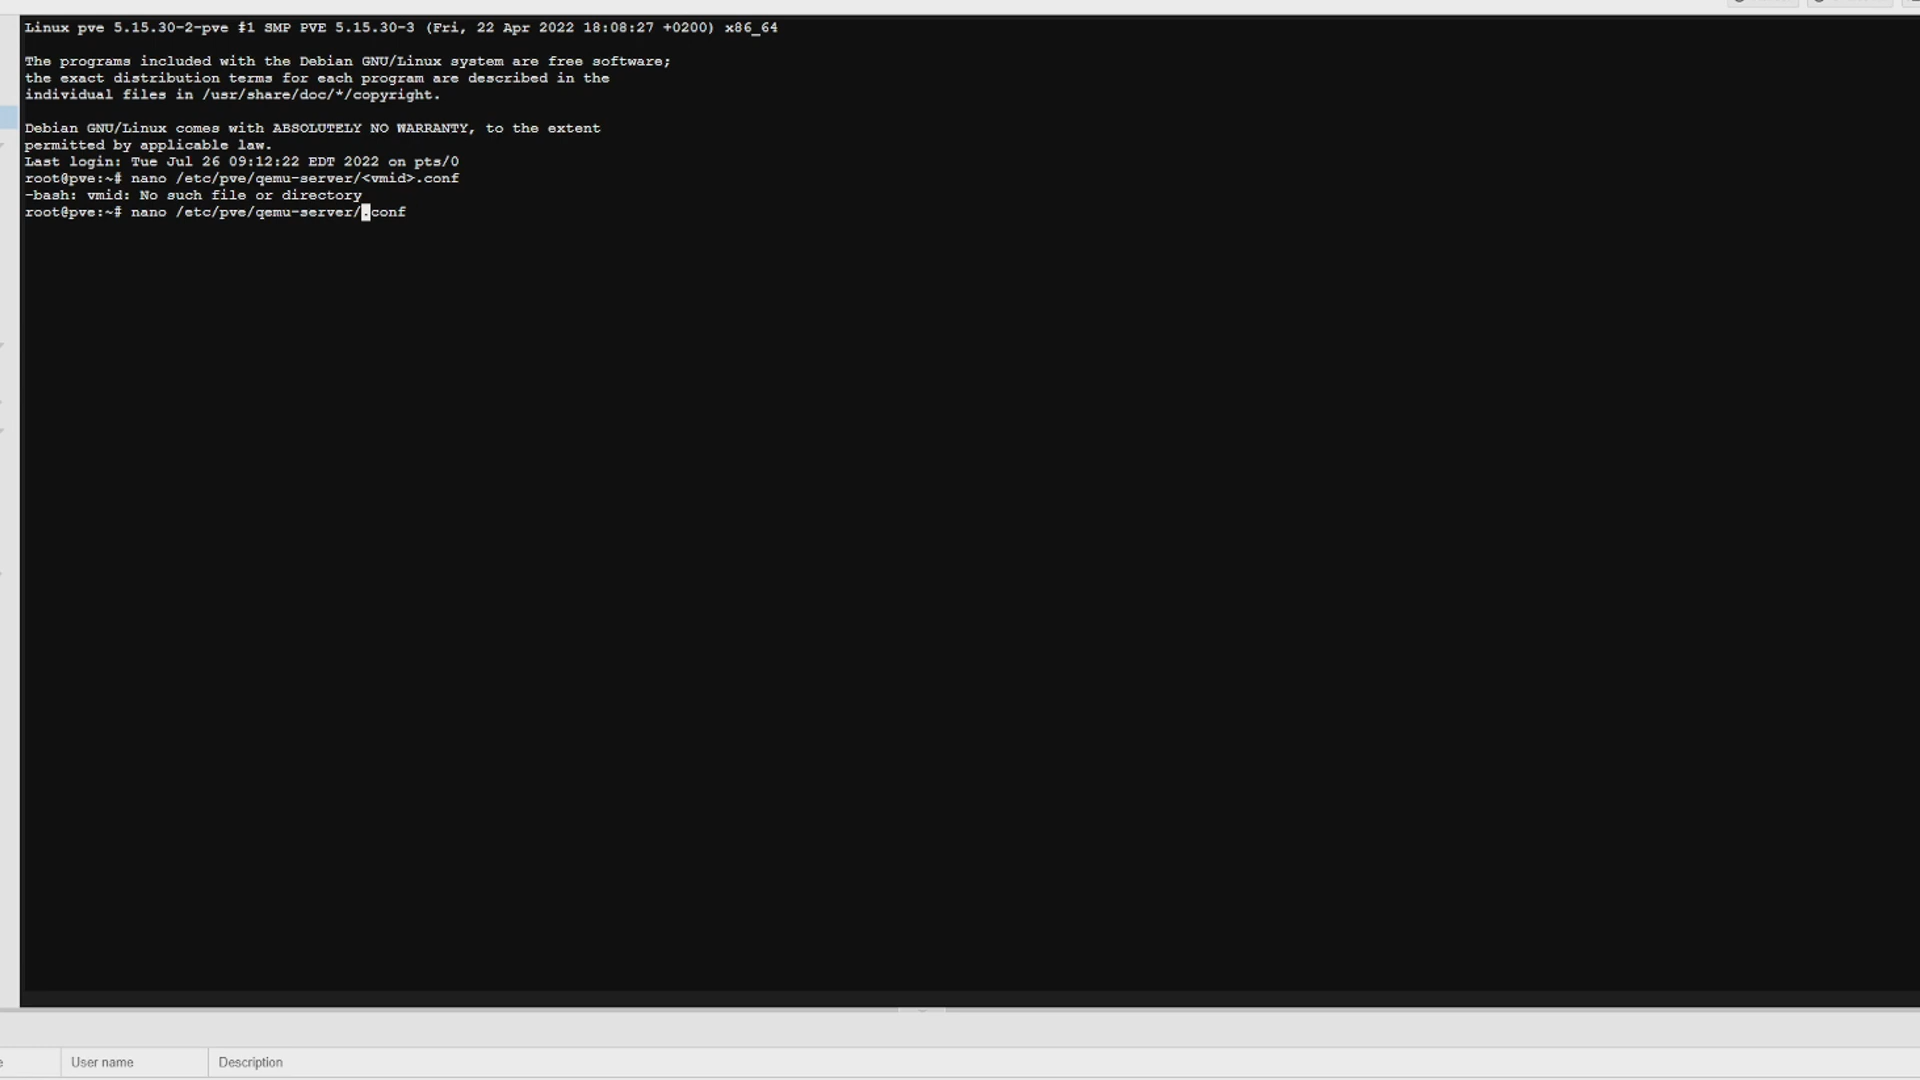 Linux pve 5.15.30-2-pve #1 SMP PVE 5.15.30-3 (Fri, 22 Apr 2022 18:08:27 +0200) x86_64
The programs included with the Debian GNU/Linux system are free software;
the exact distribution terms for each program are described in the
individual files in /usr/share/doc/*/copyright.
Debian GNU/Linux comes with ABSOLUTELY NO WARRANTY, to the extent
permitted by applicable law.
Last login: Tue Jul 26 09:12:22 EDT 2022 on pts/0
root@pve:~# nano /etc/pve/qemu-server/<vmid>.conf
-bash: vmid: No such file or directory
root@pve:~# nano /etc/pve/qemu-server/.conf
User name
Description